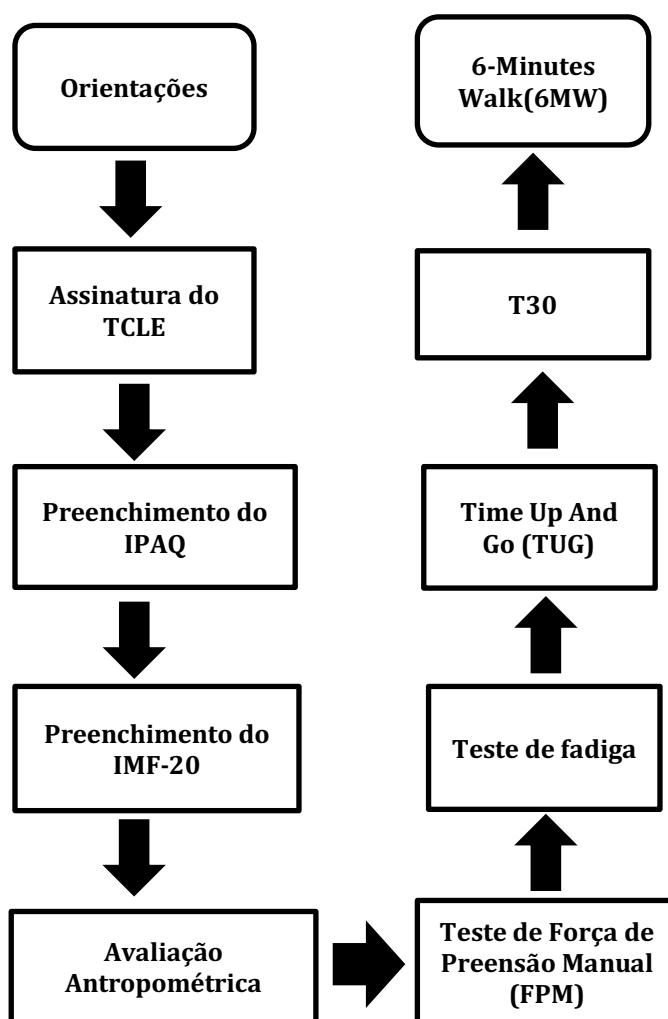 Orientações
Assinatura do
TCLE
Preenchimento do
IPAQ
Preenchimento do
IMF-20
Avaliação
Antropométrica
Teste de Força de
Preensão Manual
(FPM)
Teste de fadiga
Time Up And
Go (TUG)
T30
6-Minutes
Walk(6MW)